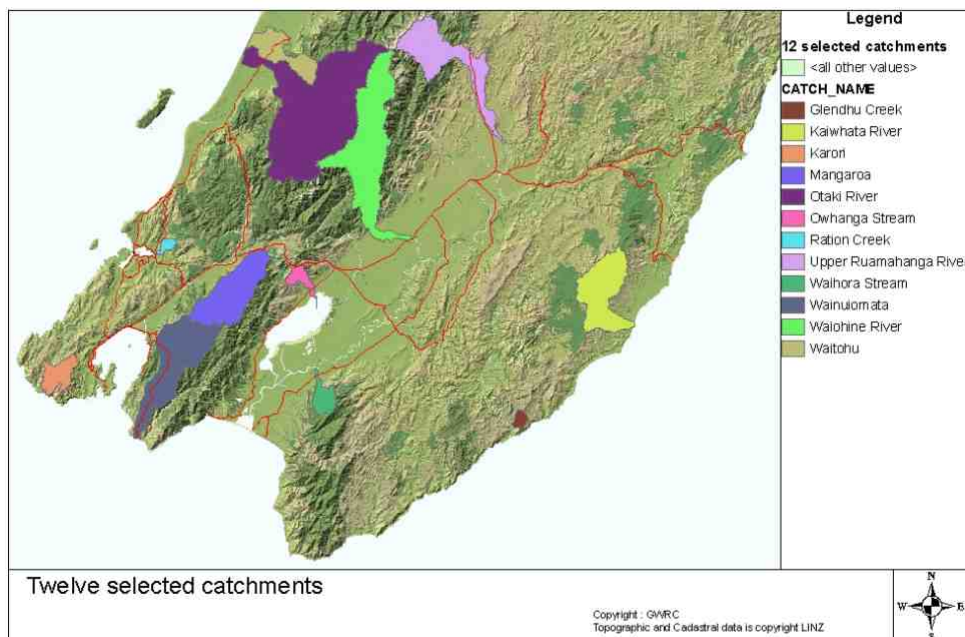 Legend
12 selected catchments
<all other values>
CATCH_NAME
Glendhu Creek
Kaiwhata River
Karori
Mangaroa
Otaki River
Owhanga Stream
Ration Creek
Upper Ruamahanga River
Waihora Stream
Wainuiomata
Waiohine River
Waitohu
Twelve selected catchments
Copyright : GWRC
Topographic and Cadastral data is copyright LINZ
N
W E
S